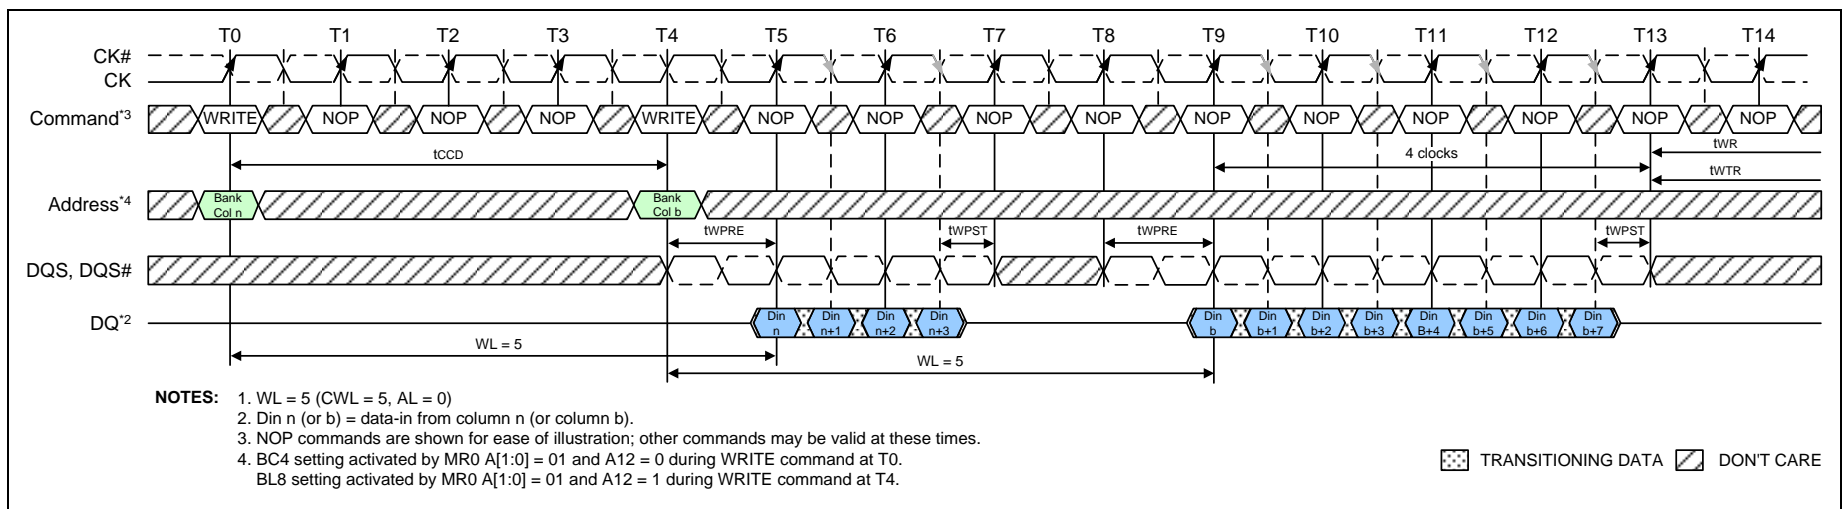 T0 T1 T2 T3 T4 T5 T6 T7 T8 T9 T10 T11 T12 T13 T14
CK#
CK
Command*3 WRITE NOP NOP NOP WRITE NOP NOP NOP NOP NOP NOP NOP NOP NOP NOP
tCCD 4 clocks tWR
tWTR
Address*4 Bank Col n Bank Col b
tWPRE tWPST tWPRE tWPST
DQS, DQS#
DQ*2 Din n Din n+1 Din n+2 Din n+3 Din b Din b+1 Din b+2 Din b+3 Din B+4 Din b+5 Din b+6 Din b+7
WL = 5
WL = 5
NOTES: 1. WL = 5 (CWL = 5, AL = 0)
2. Din n (or b) = data-in from column n (or column b).
3. NOP commands are shown for ease of illustration; other commands may be valid at these times.
4. BC4 setting activated by MR0 A[1:0] = 01 and A12 = 0 during WRITE command at T0.
BL8 setting activated by MR0 A[1:0] = 01 and A12 = 1 during WRITE command at T4.
TRANSITIONING DATA DON'T CARE